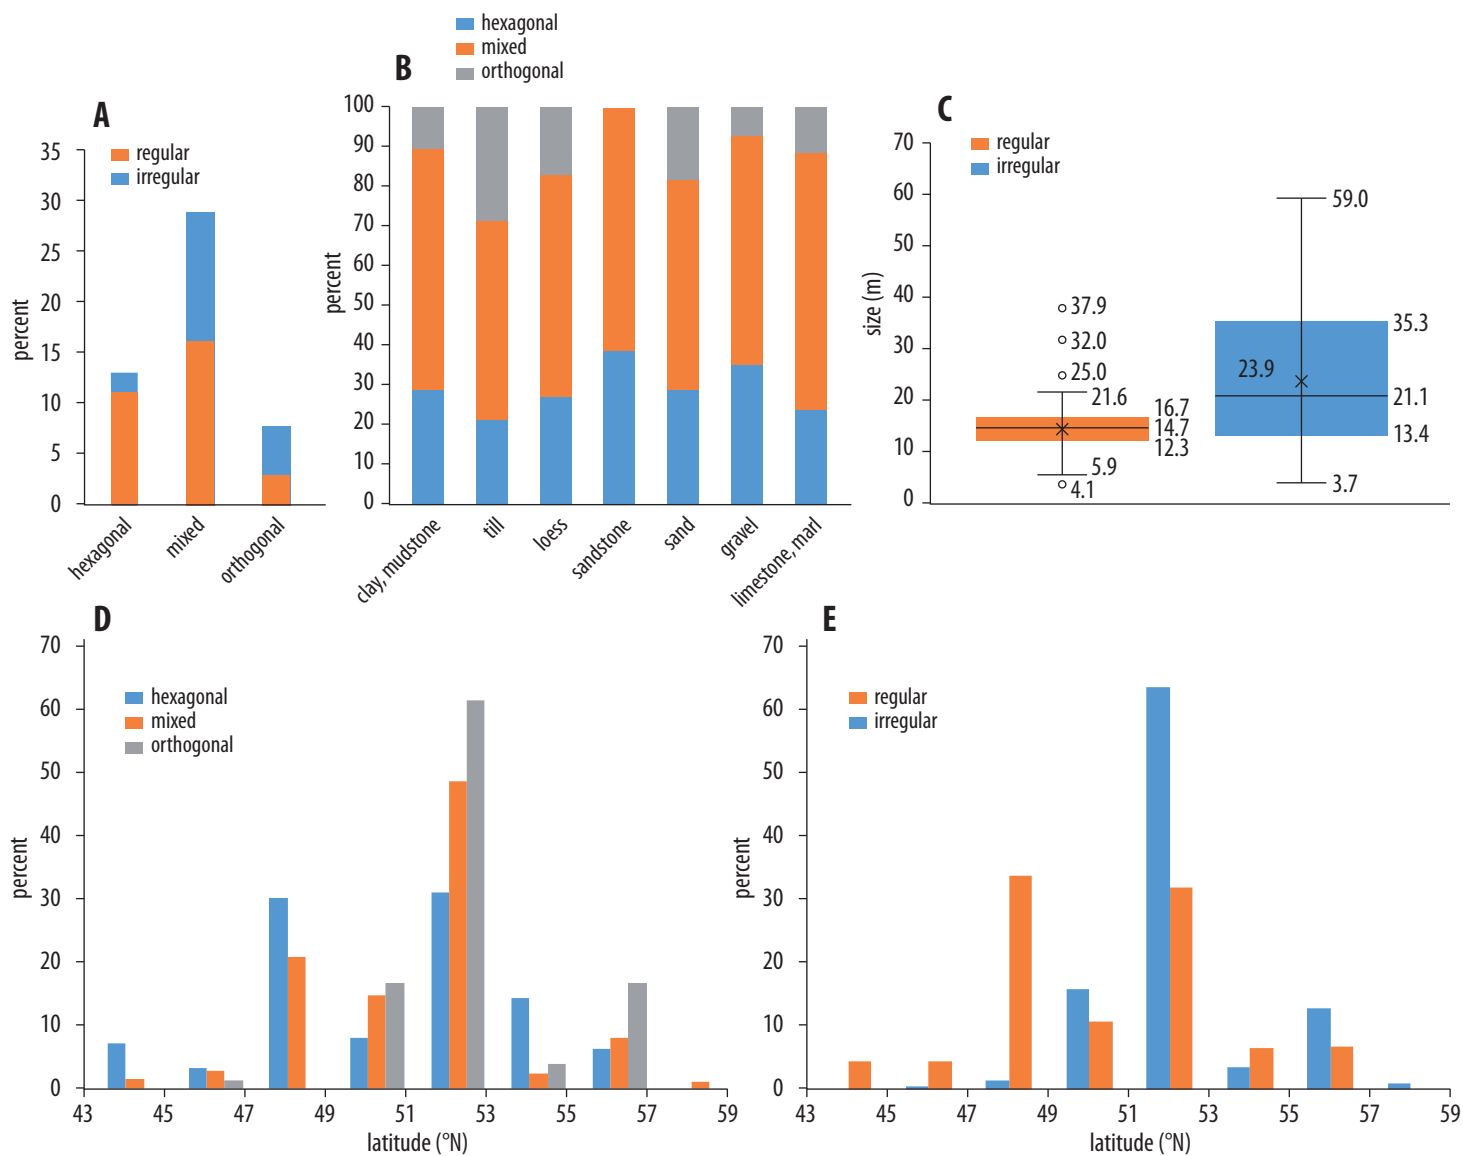 A
regular
irregular
percent
35
30
25
20
15
10
5
0
hexagonal
mixed
orthogonal
B
hexagonal
mixed
orthogonal
percent
100
90
80
70
60
50
40
30
20
10
0
clay, mudstone
till
loess
sandstone
sand
gravel
limestone, marl
C
regular
irregular
size (m)
70
60
50
40
30
20
10
0
37.9
32.0
25.0
21.6
16.7
14.7
12.3
5.9
4.1
59.0
35.3
23.9
21.1
13.4
3.7
D
hexagonal
mixed
orthogonal
percent
70
60
50
40
30
20
10
0
43 45 47 49 51 53 55 57 59
latitude (°N)
E
regular
irregular
percent
70
60
50
40
30
20
10
0
43 45 47 49 51 53 55 57 59
latitude (°N)